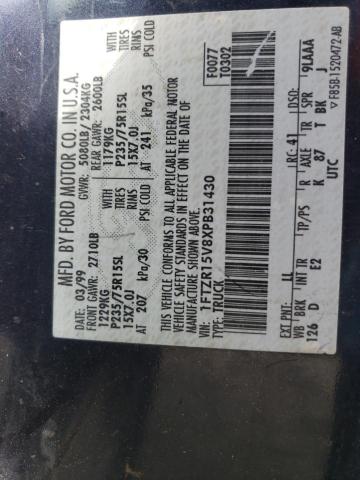 MFD. BY FORD MOTOR CO. IN U.S.A.
DATE: 03/99 GVWR: 5080LB/ 2304KG
FRONT GAWR: 2710LB REAR GAWR: 2600LB
1229KG WITH 1179KG WITH
P235/75R15SL TIRES P235/75R15SL TIRES
15X7.0J RIMS 15X7.0J RIMS
AT 207 kPa/30 PSI COLD AT 241 kPa/35 PSI COLD
THIS VEHICLE CONFORMS TO ALL APPLICABLE FEDERAL MOTOR
VEHICLE SAFETY STANDARDS IN EFFECT ON THE DATE OF
MANUFACTURE SHOWN ABOVE.
VIN: 1FTZR15V8XPB31430
TYPE: TRUCK
F0077
T0302
EXT PNT: LL RC: 41 DSO:
WB BRK INT TR TP/PS R AXLE TR SPR
126 D E2 K 87 T J 9LAAA
UTC BK
F85B-1520472-AB